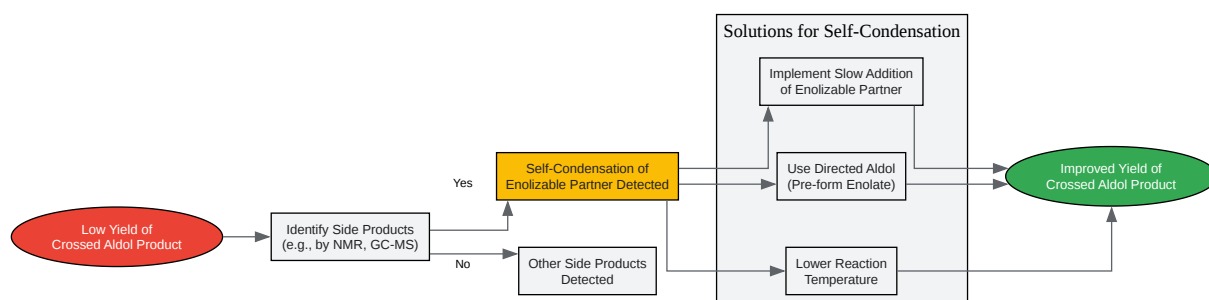 Solutions for Self-Condensation
Implement Slow Addition
of Enolizable Partner
Self-Condensation of
Enolizable Partner Detected
Use Directed Aldol
(Pre-form Enolate)
Improved Yield of
Crossed Aldol Product
Yes
Low Yield of
Crossed Aldol Product
Identify Side Products
(e.g., by NMR, GC-MS)
No
Other Side Products
Detected
Lower Reaction
Temperature